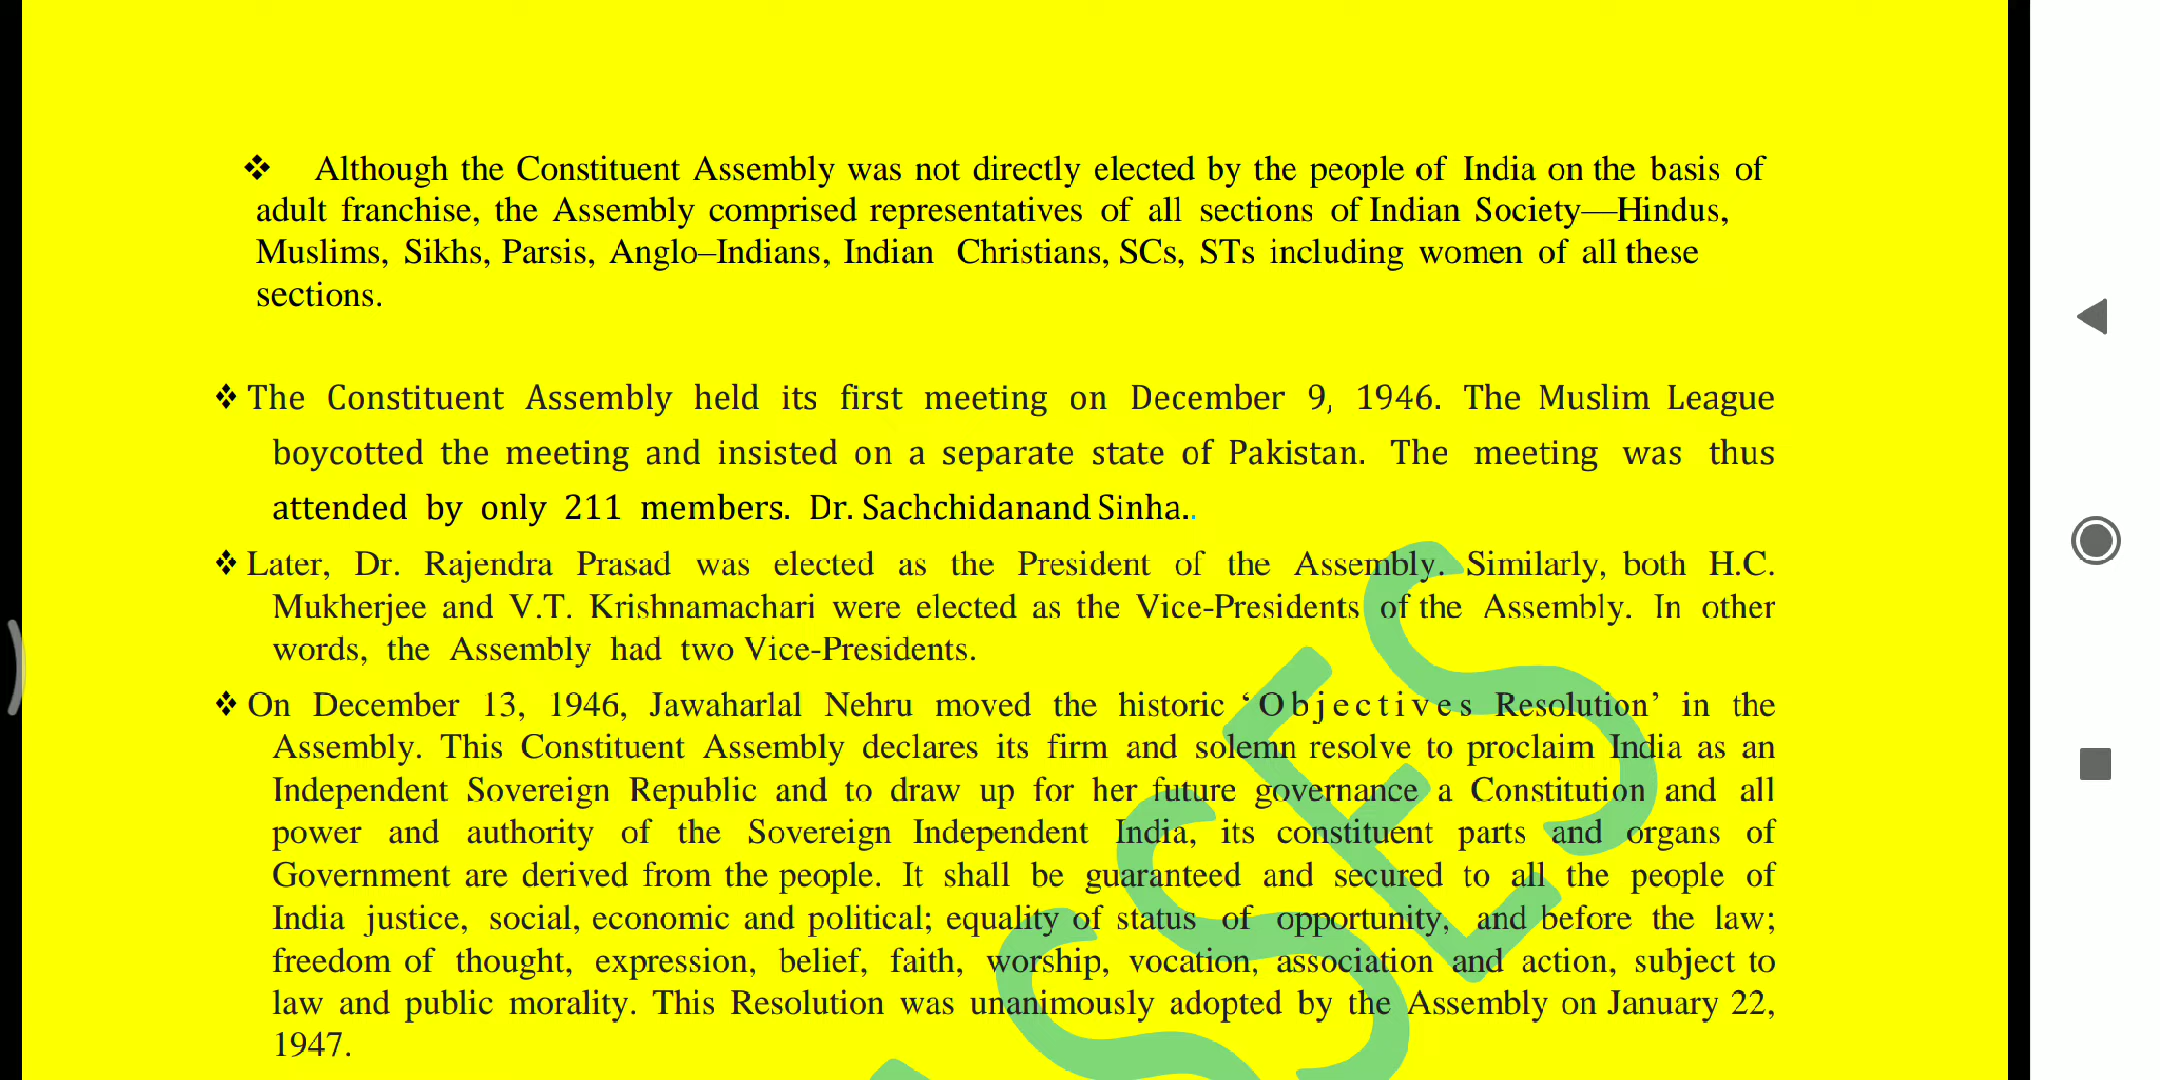 ❖ Although the Constituent Assembly was not directly elected by the people of India on the basis of
adult franchise, the Assembly comprised representatives of all sections of Indian Society—Hindus,
Muslims, Sikhs, Parsis, Anglo–Indians, Indian Christians, SCs, STs including women of all these
sections.
❖ The Constituent Assembly held its first meeting on December 9, 1946. The Muslim League
boycotted the meeting and insisted on a separate state of Pakistan. The meeting was thus
attended by only 211 members. Dr. Sachchidanand Sinha..
❖ Later, Dr. Rajendra Prasad was elected as the President of the Assembly. Similarly, both H.C.
Mukherjee and V.T. Krishnamachari were elected as the Vice-Presidents of the Assembly. In other
words, the Assembly had two Vice-Presidents.
❖ On December 13, 1946, Jawaharlal Nehru moved the historic ‘Objectives Resolution’ in the
Assembly. This Constituent Assembly declares its firm and solemn resolve to proclaim India as an
Independent Sovereign Republic and to draw up for her future governance a Constitution and all
power and authority of the Sovereign Independent India, its constituent parts and organs of
Government are derived from the people. It shall be guaranteed and secured to all the people of
India justice, social, economic and political; equality of status of opportunity, and before the law;
freedom of thought, expression, belief, faith, worship, vocation, association and action, subject to
law and public morality. This Resolution was unanimously adopted by the Assembly on January 22,
1947.
SSES